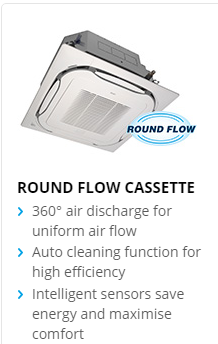 ROUND FLOW
ROUND FLOW CASSETTE
360° air discharge for
uniform air flow
Auto cleaning function for
high efficiency
Intelligent sensors save
energy and maximise
comfort